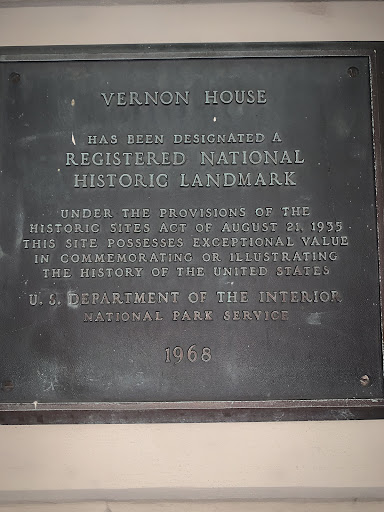 VERNON HOUSE
HAS BEEN DESIGNATED A
REGISTERED NATIONAL
HISTORIC LANDMARK
UNDER THE PROVISIONS OF THE
HISTORIC SITES ACT OF AUGUST 21, 1935
THIS SITE POSSESSES EXCEPTIONAL VALUE
IN COMMEMORATING OR ILLUSTRATING
THE HISTORY OF THE UNITED STATES
U. S. DEPARTMENT OF THE INTERIOR
NATIONAL PARK SERVICE
1968